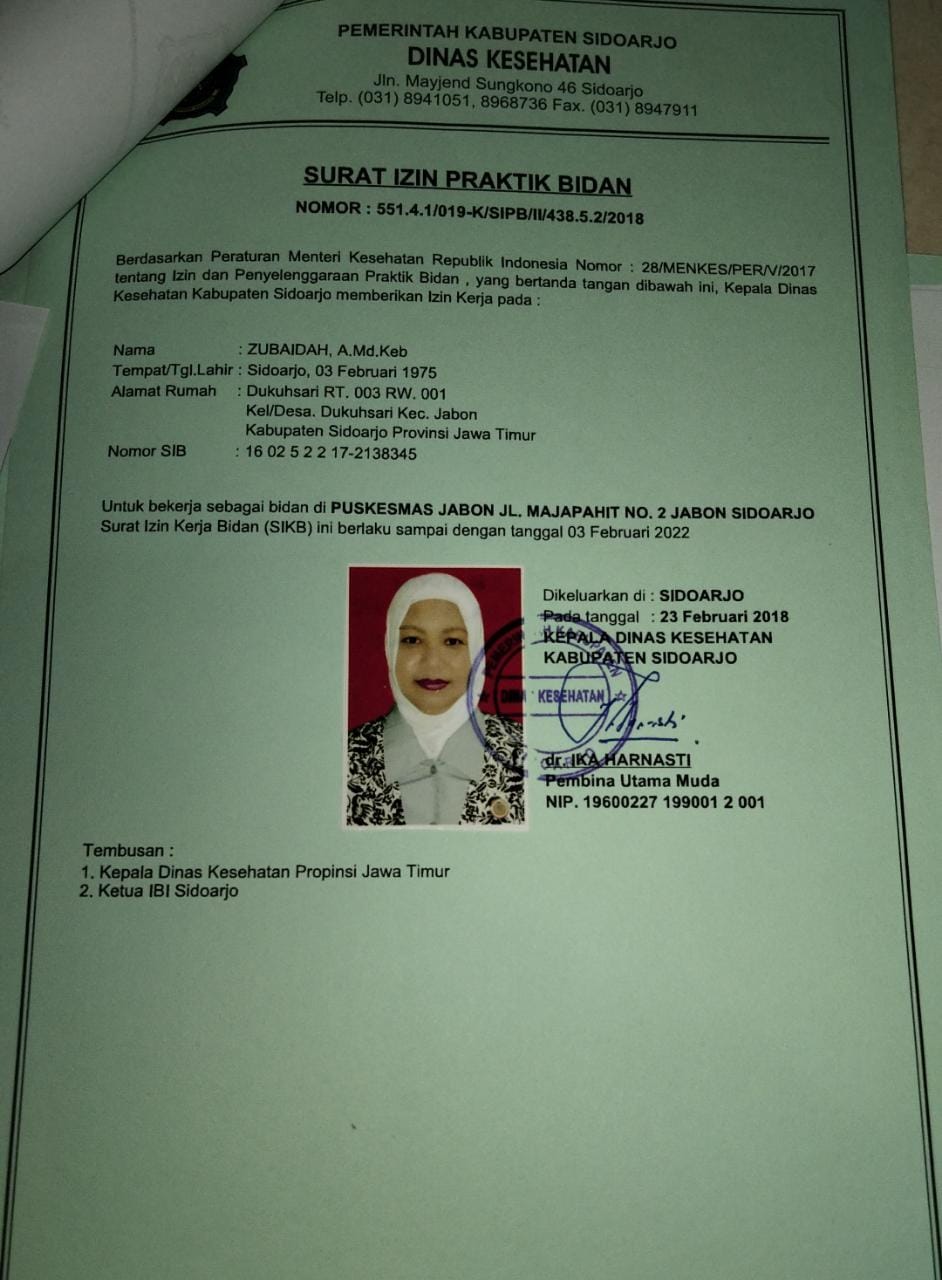 PEMERINTAH KABUPATEN SIDOARJO
DINAS KESEHATAN
Jln. Mayjend Sungkono 46 Sidoarjo
Telp. (031) 8941051, 8968736 Fax. (031) 8947911
SURAT IZIN PRAKTIK BIDAN
NOMOR : 551.4.1/019-K/SIPB/II/438.5.2/2018
Berdasarkan Peraturan Menteri Kesehatan Republik Indonesia Nomor : 28/MENKES/PER/V/2017
tentang Izin dan Penyelenggaraan Praktik Bidan , yang bertanda tangan dibawah ini, Kepala Dinas
Kesehatan Kabupaten Sidoarjo memberikan Izin Kerja pada :
Nama : ZUBAIDAH, A.Md.Keb
Tempat/Tgl.Lahir : Sidoarjo, 03 Februari 1975
Alamat Rumah : Dukuhsari RT. 003 RW. 001
Kel/Desa. Dukuhsari Kec. Jabon
Kabupaten Sidoarjo Provinsi Jawa Timur
Nomor SIB : 16 02 5 2 2 17-2138345
Untuk bekerja sebagai bidan di PUSKESMAS JABON JL. MAJAPAHIT NO. 2 JABON SIDOARJO
Surat Izin Kerja Bidan (SIKB) ini berlaku sampai dengan tanggal 03 Februari 2022
Dikeluarkan di : SIDOARJO
Pada tanggal : 23 Februari 2018
KEPALA DINAS KESEHATAN
KABUPATEN SIDOARJO
KESEHATAN
dr. IKA HARNASTI
Pembina Utama Muda
NIP. 19600227 199001 2 001
Tembusan :
1. Kepala Dinas Kesehatan Propinsi Jawa Timur
2. Ketua IBI Sidoarjo